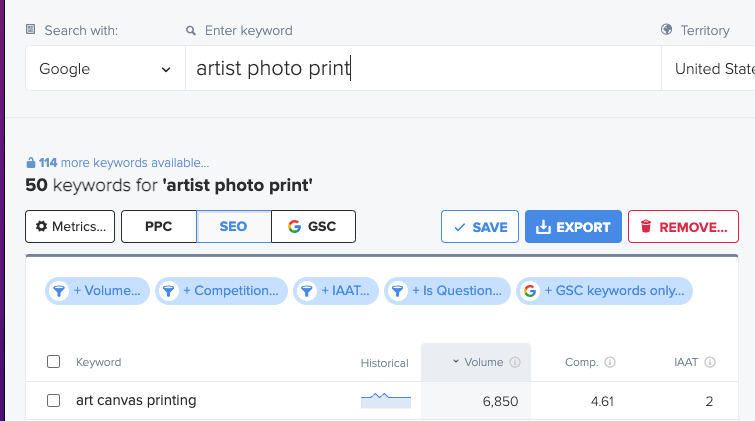 Search with: Enter keyword Territory
Google artist photo print United State
114 more keywords available...
50 keywords for 'artist photo print'
Metrics... PPC SEO GSC SAVE EXPORT REMOVE...
+ Volume... + Competition... + IAAT... + Is Question... + GSC keywords only...
Keyword Historical Volume Comp. IAAT
art canvas printing 6,850 4.61 2